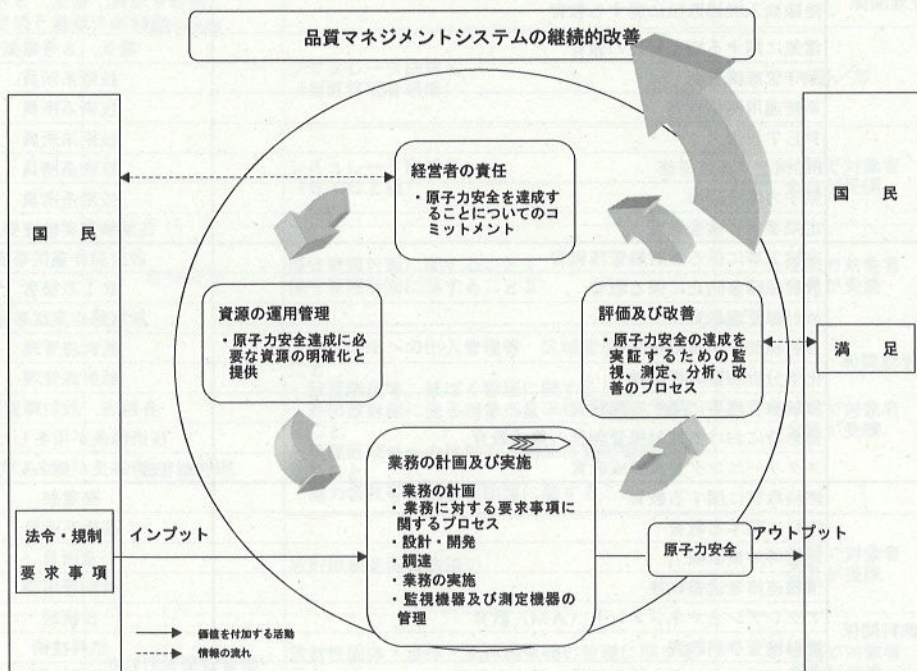 品質マネジメントシステムの継続的改善
国　民
経営者の責任
・原子力安全を達成す
ることについてのコ
ミットメント
国　民
資源の運用管理
・原子力安全達成に必
要な資源の明確化と
提供
評価及び改善
・原子力安全の達成を
実証するための監
視、測定、分析、改
善のプロセス
満　足
業務の計画及び実施
・業務の計画
・業務に対する要求事項に
関するプロセス
・設計・開発
・調達
・業務の実施
・監視機器及び測定機器の
管理
法令・規制
要求事項
インプット
原子力安全
アウトプット
価値を付加する活動
情報の流れ